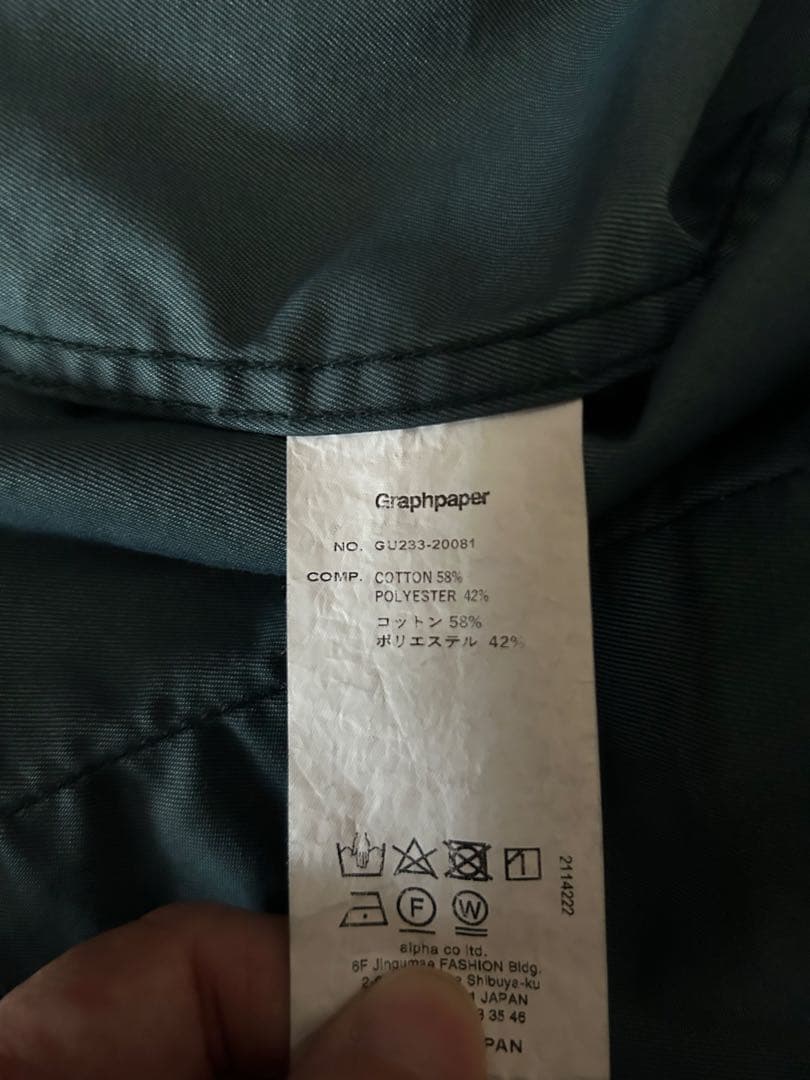 Graphpaper
NO. GU233-20081
COMP. COTTON 58%
POLYESTER 42%
コットン 58%
ポリエステル 42%
2114222
F W
alpha co ltd.
6F Jingumae FASHION Bldg.
Shibuya-ku
JAPAN
35 46